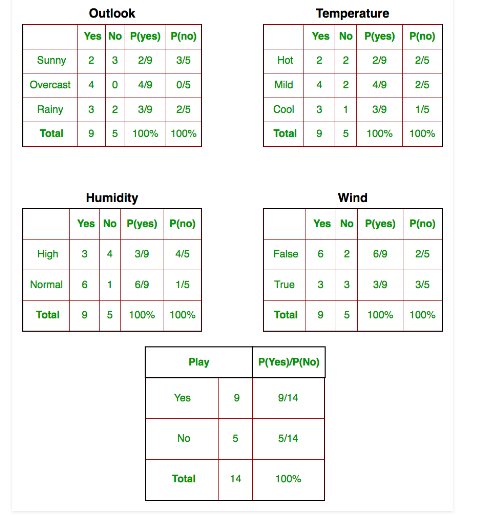 Outlook
Yes No P(yes) P(no)
Sunny 2 3 2/9 3/5
Overcast 4 0 4/9 0/5
Rainy 3 2 3/9 2/5
Total 9 5 100% 100%
Temperature
Yes No P(yes) P(no)
Hot 2 2 2/9 2/5
Mild 4 2 4/9 2/5
Cool 3 1 3/9 1/5
Total 9 5 100% 100%
Humidity
Yes No P(yes) P(no)
High 3 4 3/9 4/5
Normal 6 1 6/9 1/5
Total 9 5 100% 100%
Wind
Yes No P(yes) P(no)
False 6 2 6/9 2/5
True 3 3 3/9 3/5
Total 9 5 100% 100%
Play P(Yes)/P(No)
Yes 9 9/14
No 5 5/14
Total 14 100%